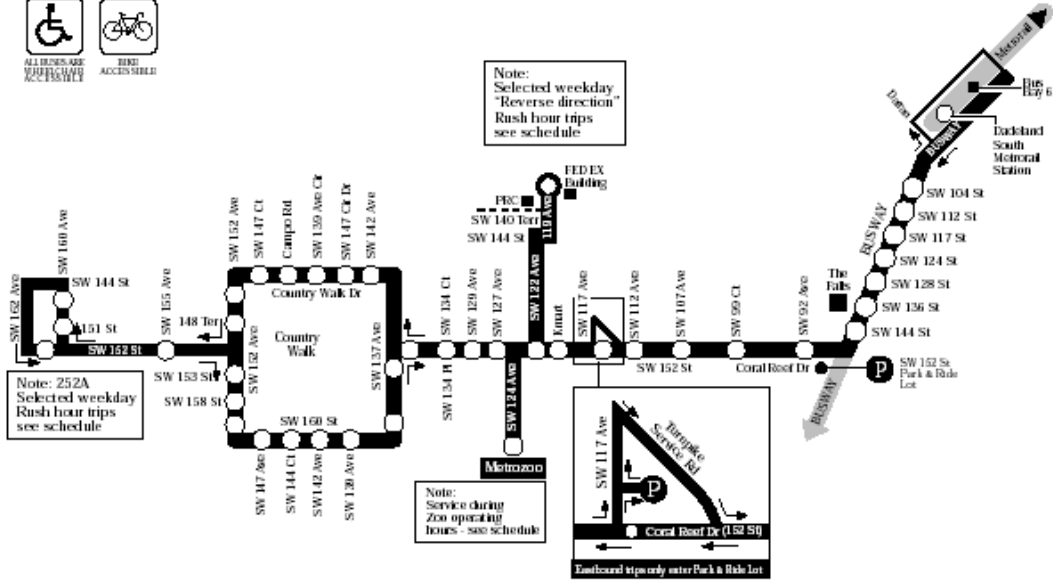 ALL BUSES ARE
WHEELCHAIR
ACCESSIBLE
BIKE
ACCESSIBLE
Note:
Selected weekday
"Reverse direction"
Rush hour trips
see schedule
Metrorail
Bus
Bay 6
Datran
BUSWAY
Dadeland
South
Metrorail
Station
FED EX
Building
PRC
SW 140 Terr
SW 144 St
119 Ave
SW 122 Ave
SW 104 St
SW 112 St
SW 117 St
SW 124 St
SW 128 St
SW 136 St
SW 144 St
BUSWAY
The
Falls
SW 152 St
Park & Ride
Lot
P
BUSWAY
SW 160 Ave
SW 144 St
SW 162 Ave
151 St
SW 155 Ave
148 Ter
SW 152 St
SW 153 St
SW 158 St
SW 152 Ave
SW 147 Ct
Campo Rd
SW 139 Ave Cir
SW 147 Cir Dr
SW 142 Ave
Country Walk Dr
Country
Walk
SW 152 Ave
SW 137 Ave
SW 160 St
SW 147 Ave
SW 144 Ct
SW 142 Ave
SW 139 Ave
SW 134 Ct
SW 129 Ave
SW 127 Ave
SW 134 Pl
SW 124 Ave
Kmart
SW 117 Ave
SW 112 Ave
SW 107 Ave
SW 99 Ct
SW 92 Ave
SW 152 St
Coral Reef Dr
Note: 252A
Selected weekday
Rush hour trips
see schedule
Metrozoo
Note:
Service during
Zoo operating
hours - see schedule
SW 117 Ave
Turnpike
Service Rd
P
Coral Reef Dr (152 St)
Eastbound trips only enter Park & Ride Lot